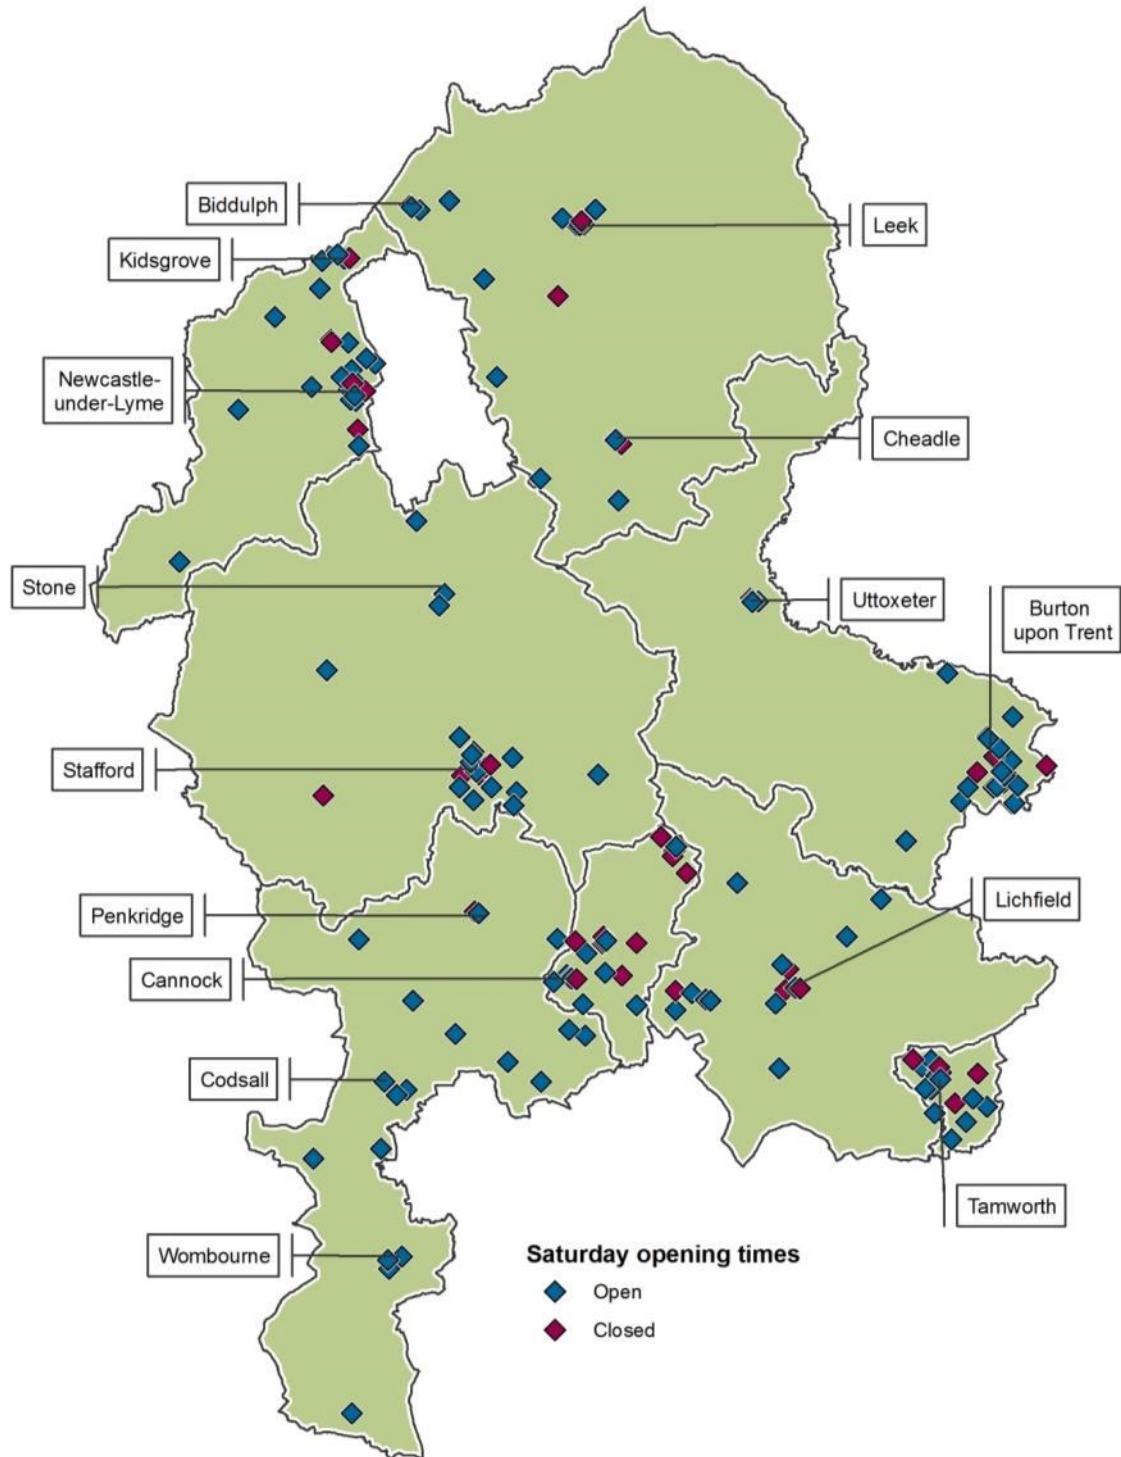 Biddulph
Leek
Kidsgrove
Newcastle-
under-Lyme
Cheadle
Stone
Uttoxeter
Burton
upon Trent
Stafford
Lichfield
Penkridge
Cannock
Codsall
Tamworth
Wombourne
Saturday opening times
Open
Closed